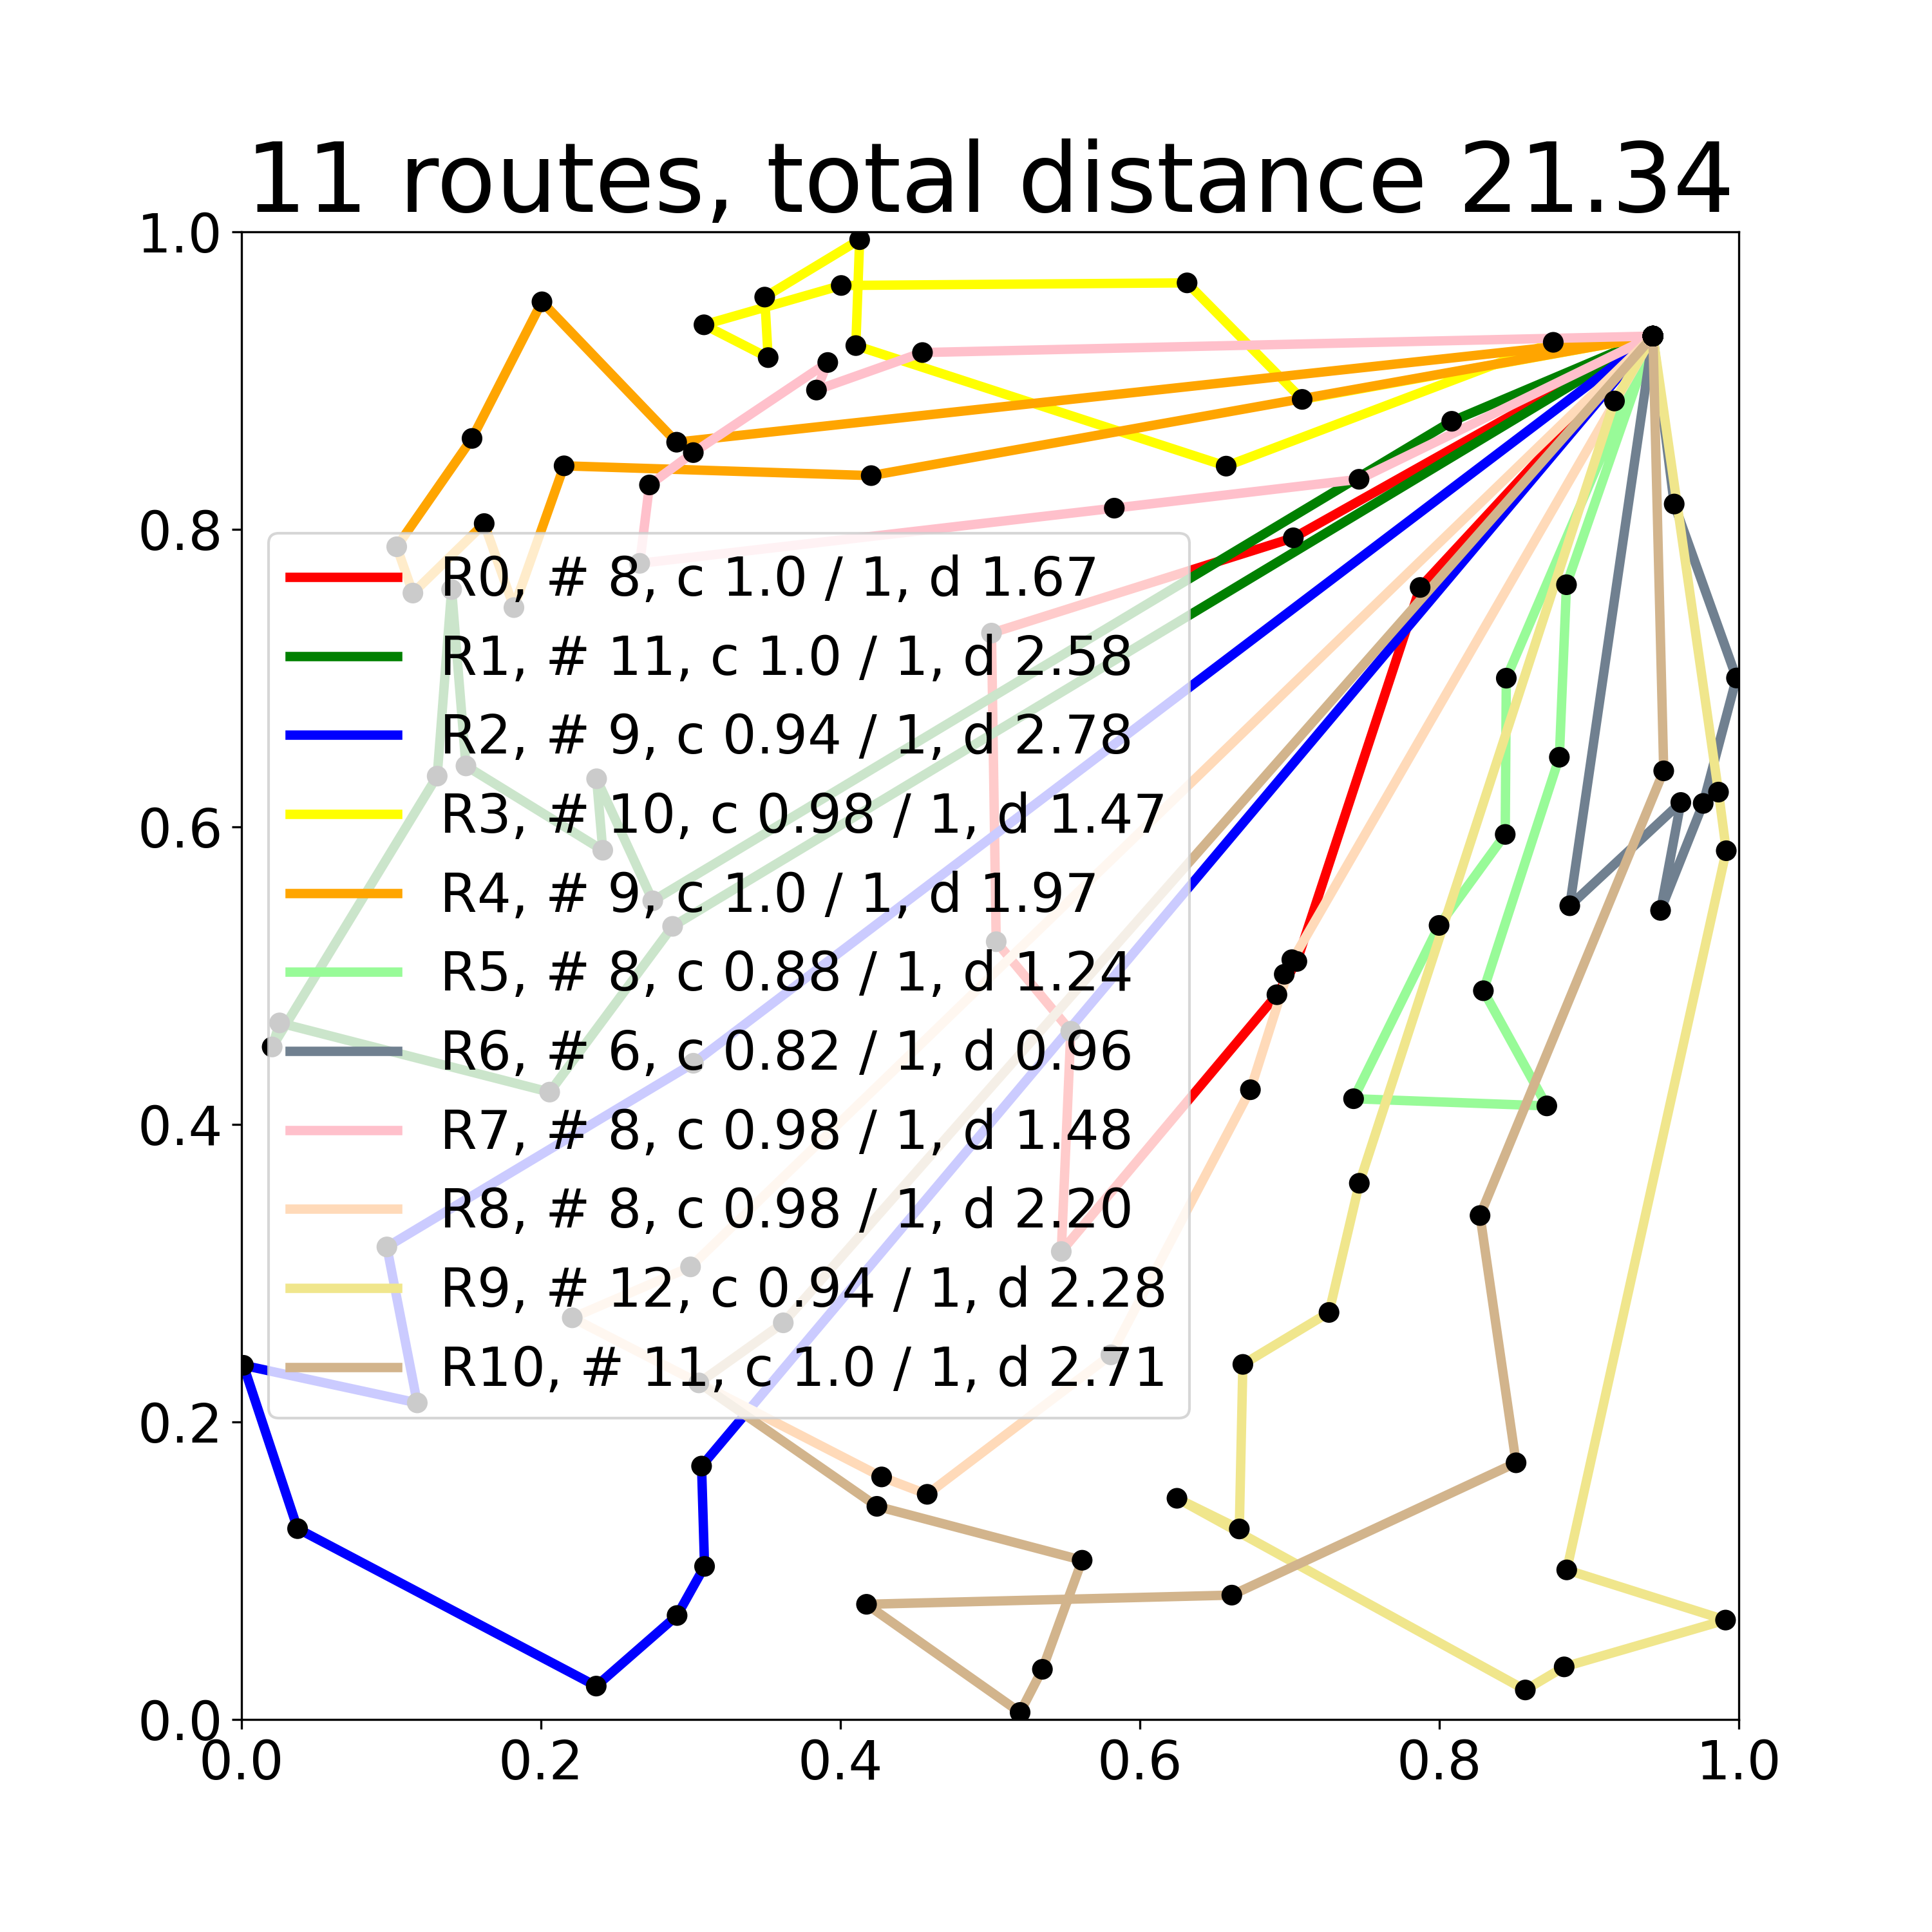 11 routes, total distance 21.34
1.0
0.8
0.6
0.4
0.2
0.0
R0, # 8, c 1.0 / 1, d 1.67
R1, # 11, c 1.0 / 1, d 2.58
R2, # 9, c 0.94 / 1, d 2.78
R3, # 10, c 0.98 / 1, d 1.47
R4, # 9, c 1.0 / 1, d 1.97
R5, # 8, c 0.88 / 1, d 1.24
R6, # 6, c 0.82 / 1, d 0.96
R7, # 8, c 0.98 / 1, d 1.48
R8, # 8, c 0.98 / 1, d 2.20
R9, # 12, c 0.94 / 1, d 2.28
R10, # 11, c 1.0 / 1, d 2.71
0.0 0.2 0.4 0.6 0.8 1.0